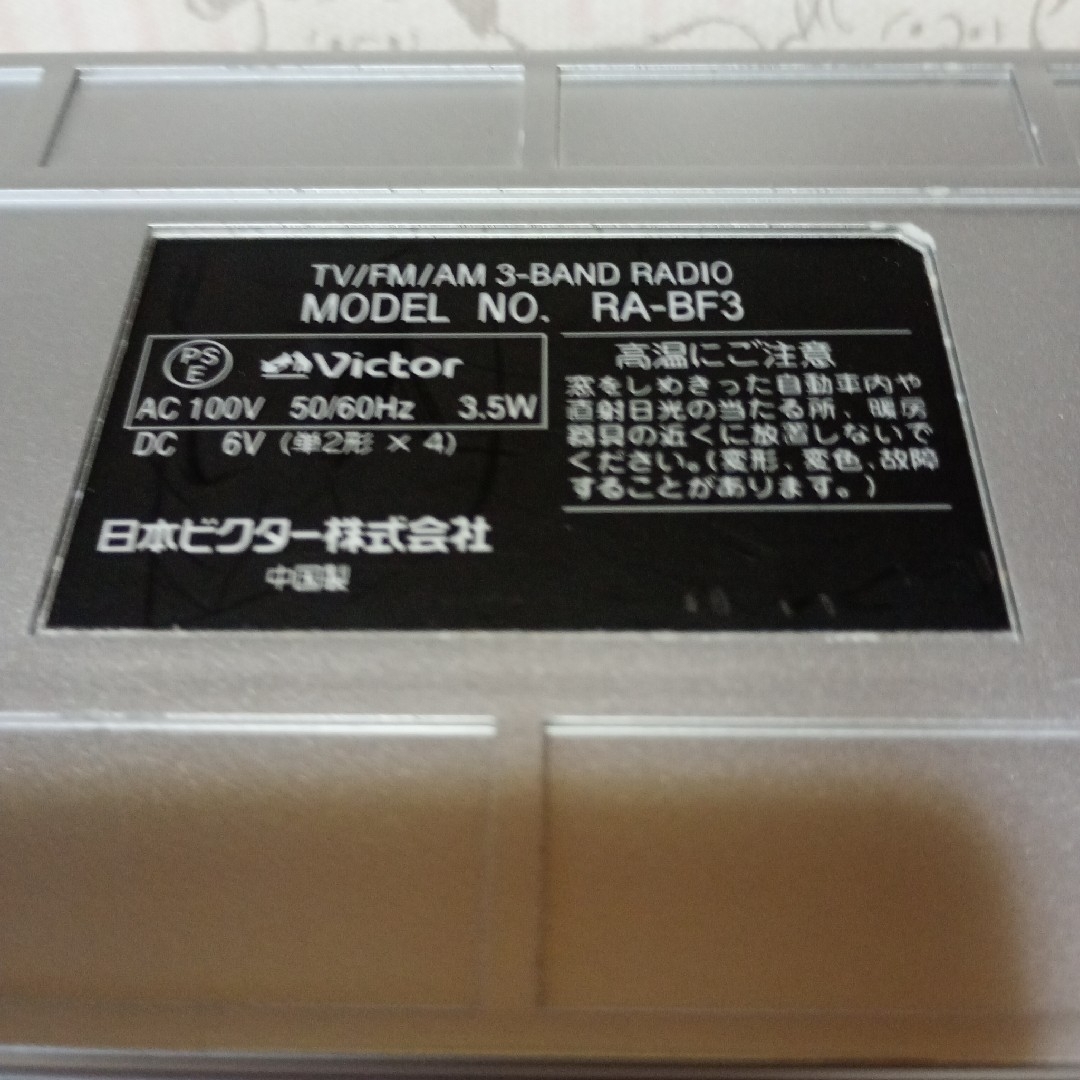 TV/FM/AM 3-BAND RADIO
MODEL NO. RA-BF3
PSE Victor
AC 100V 50/60Hz 3.5W
DC 6V (単2形 × 4)
日本ビクター株式会社
中国製
高温にご注意
窓をしめきった自動車内や
直射日光の当たる所、暖房
器具の近くに放置しないで
ください。(変形、変色、故障
することがあります。)